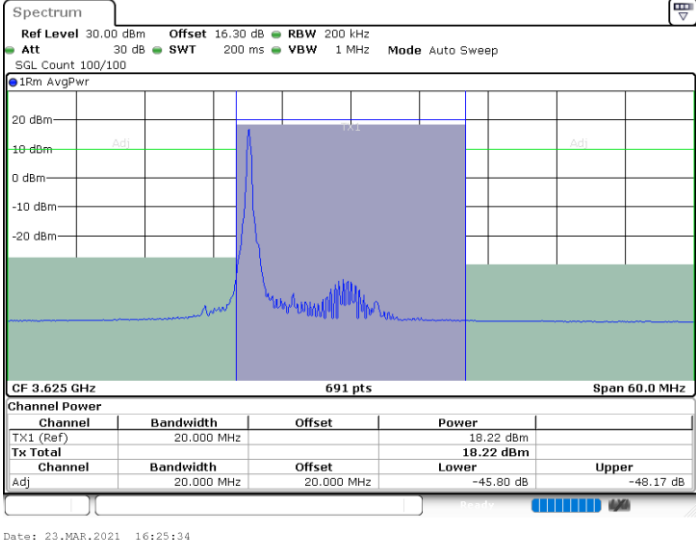 Spectrum
Ref Level 30.00 dBm Offset 16.30 dB RBW 200 kHz
Att 30 dB SWT 200 ms VBW 1 MHz Mode Auto Sweep
SGL Count 100/100
1Rm AvgPwr
TX1
20 dBm
Adj Adj
10 dBm
0 dBm
-10 dBm
-20 dBm
CF 3.625 GHz 691 pts Span 60.0 MHz
Channel Power
Channel Bandwidth Offset Power
TX1 (Ref) 20.000 MHz 18.22 dBm
Tx Total 18.22 dBm
Channel Bandwidth Offset Lower Upper
Adj 20.000 MHz 20.000 MHz -45.80 dB -48.17 dB
Ready
Date: 23.MAR.2021 16:25:34